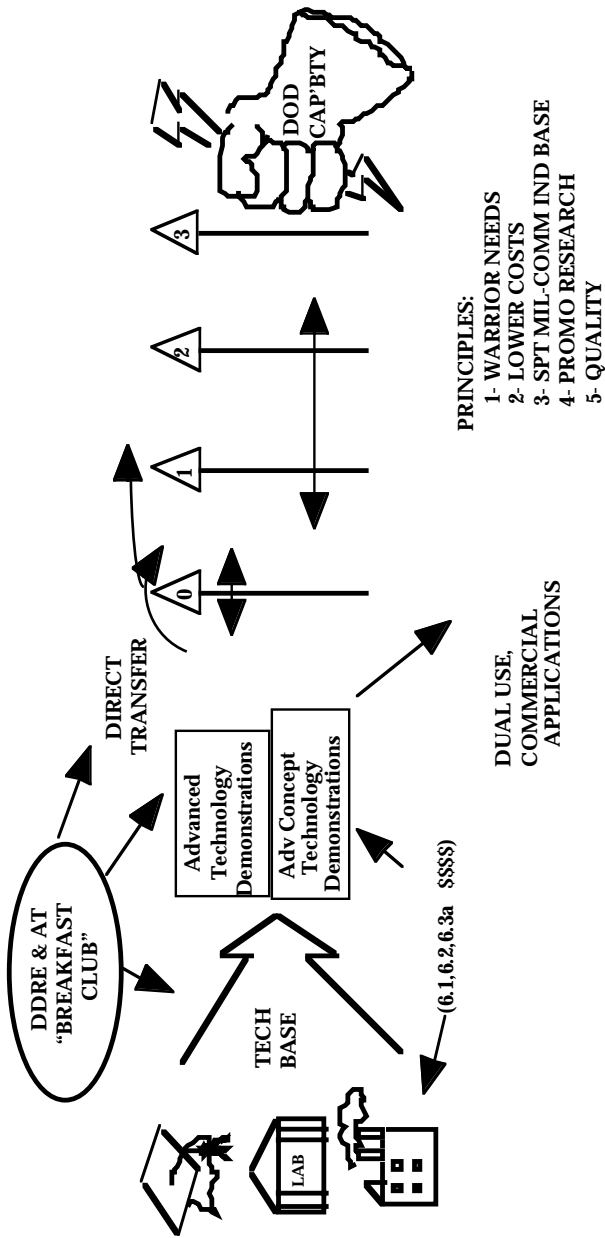 DDRE & AT
“BREAKFAST
CLUB”
DIRECT
TRANSFER
LAB
TECH
BASE
Advanced
Technology
Demonstrations
Adv Concept
Technology
Demonstrations
0
1
2
3
DOD
CAP’BTY
(6.1,6.2,6.3a $$$$)
DUAL USE,
COMMERCIAL
APPLICATIONS
PRINCIPLES:
1- WARRIOR NEEDS
2- LOWER COSTS
3- SPT MIL-COMM IND BASE
4- PROMO RESEARCH
5- QUALITY